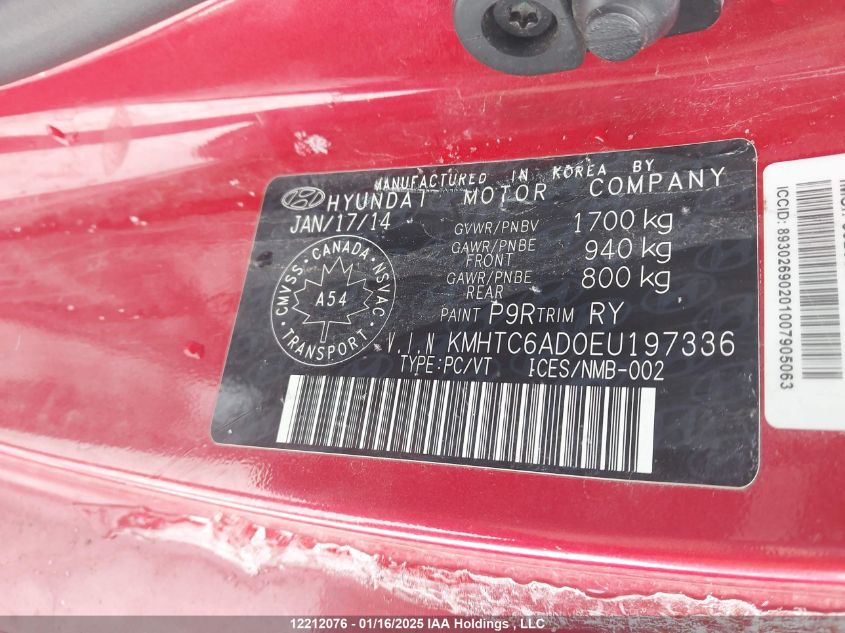 MANUFACTURED IN KOREA BY
HYUNDAI MOTOR COMPANY
JAN/17/14
GVWR/PNBV 1700 kg
GAWR/PNBE FRONT 940 kg
GAWR/PNBE REAR 800 kg
CMVSS • CANADA • NSVAC
A54
TRANSPORT
PAINT P9R TRIM RY
V.I.N KMHTC6AD0EU197336
TYPE:PC/VT ICES/NMB-002
ICCID: 89302690201007905063
12212076 - 01/16/2025 IAA Holdings, LLC